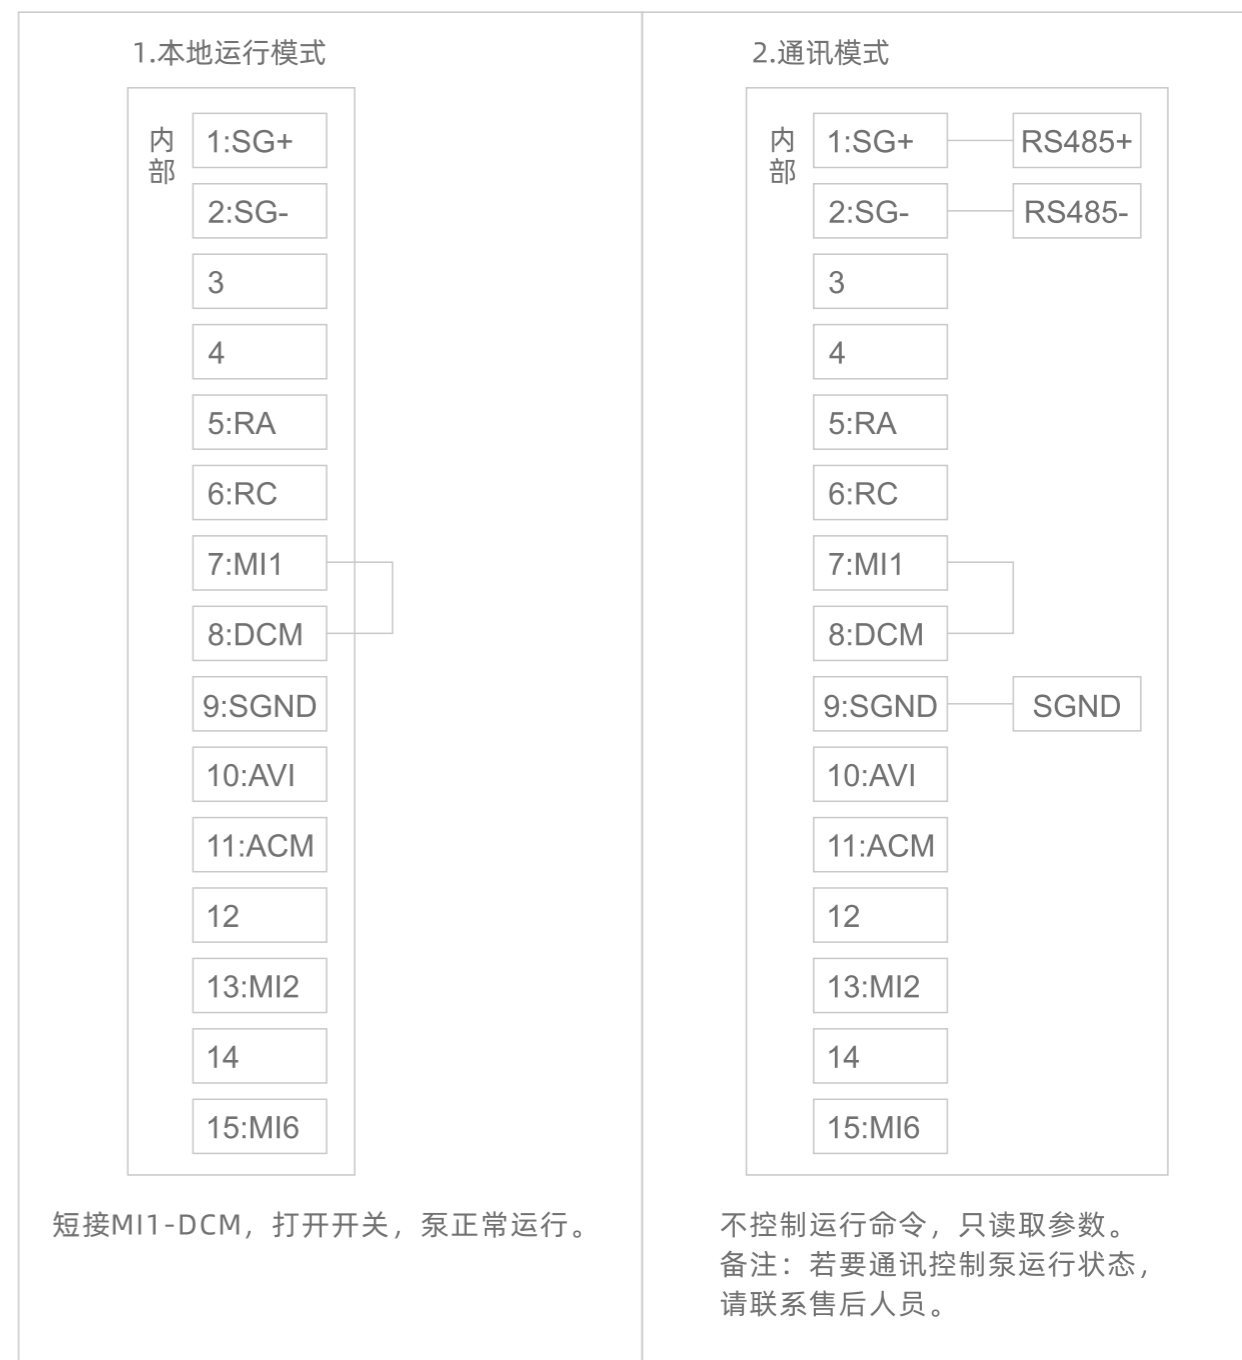 1.本地运行模式
内
部
1:SG+
2:SG-
3
4
5:RA
6:RC
7:MI1
8:DCM
9:SGND
10:AVI
11:ACM
12
13:MI2
14
15:MI6
短接MI1-DCM，打开开关，泵正常运行。
2.通讯模式
内
部
1:SG+ RS485+
2:SG- RS485-
3
4
5:RA
6:RC
7:MI1
8:DCM
9:SGND SGND
10:AVI
11:ACM
12
13:MI2
14
15:MI6
不控制运行命令，只读取参数。
备注：若要通讯控制泵运行状态，
请联系售后人员。